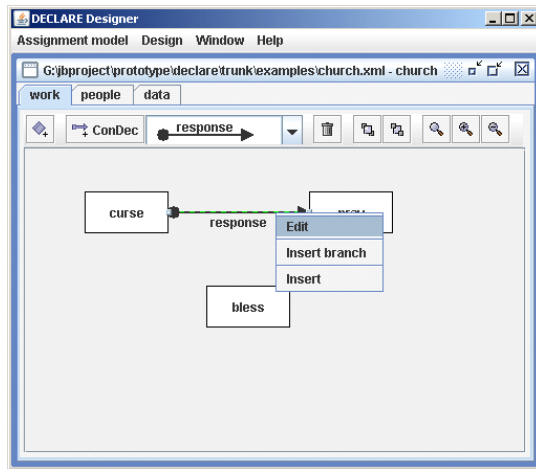 DECLARE Designer
Assignment model Design Window Help
G:\jbproject\prototype\declare\trunk\examples\church.xml - church
work people data
ConDec response
curse
response
Edit
Insert branch
Insert
bless